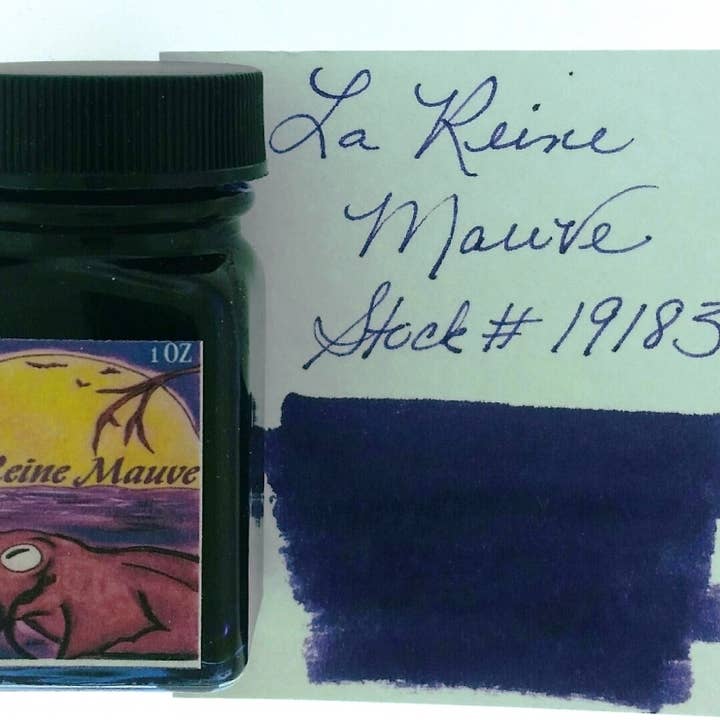 La Reine
Mauve
Stock # 19183
1 OZ
Reine Mauve